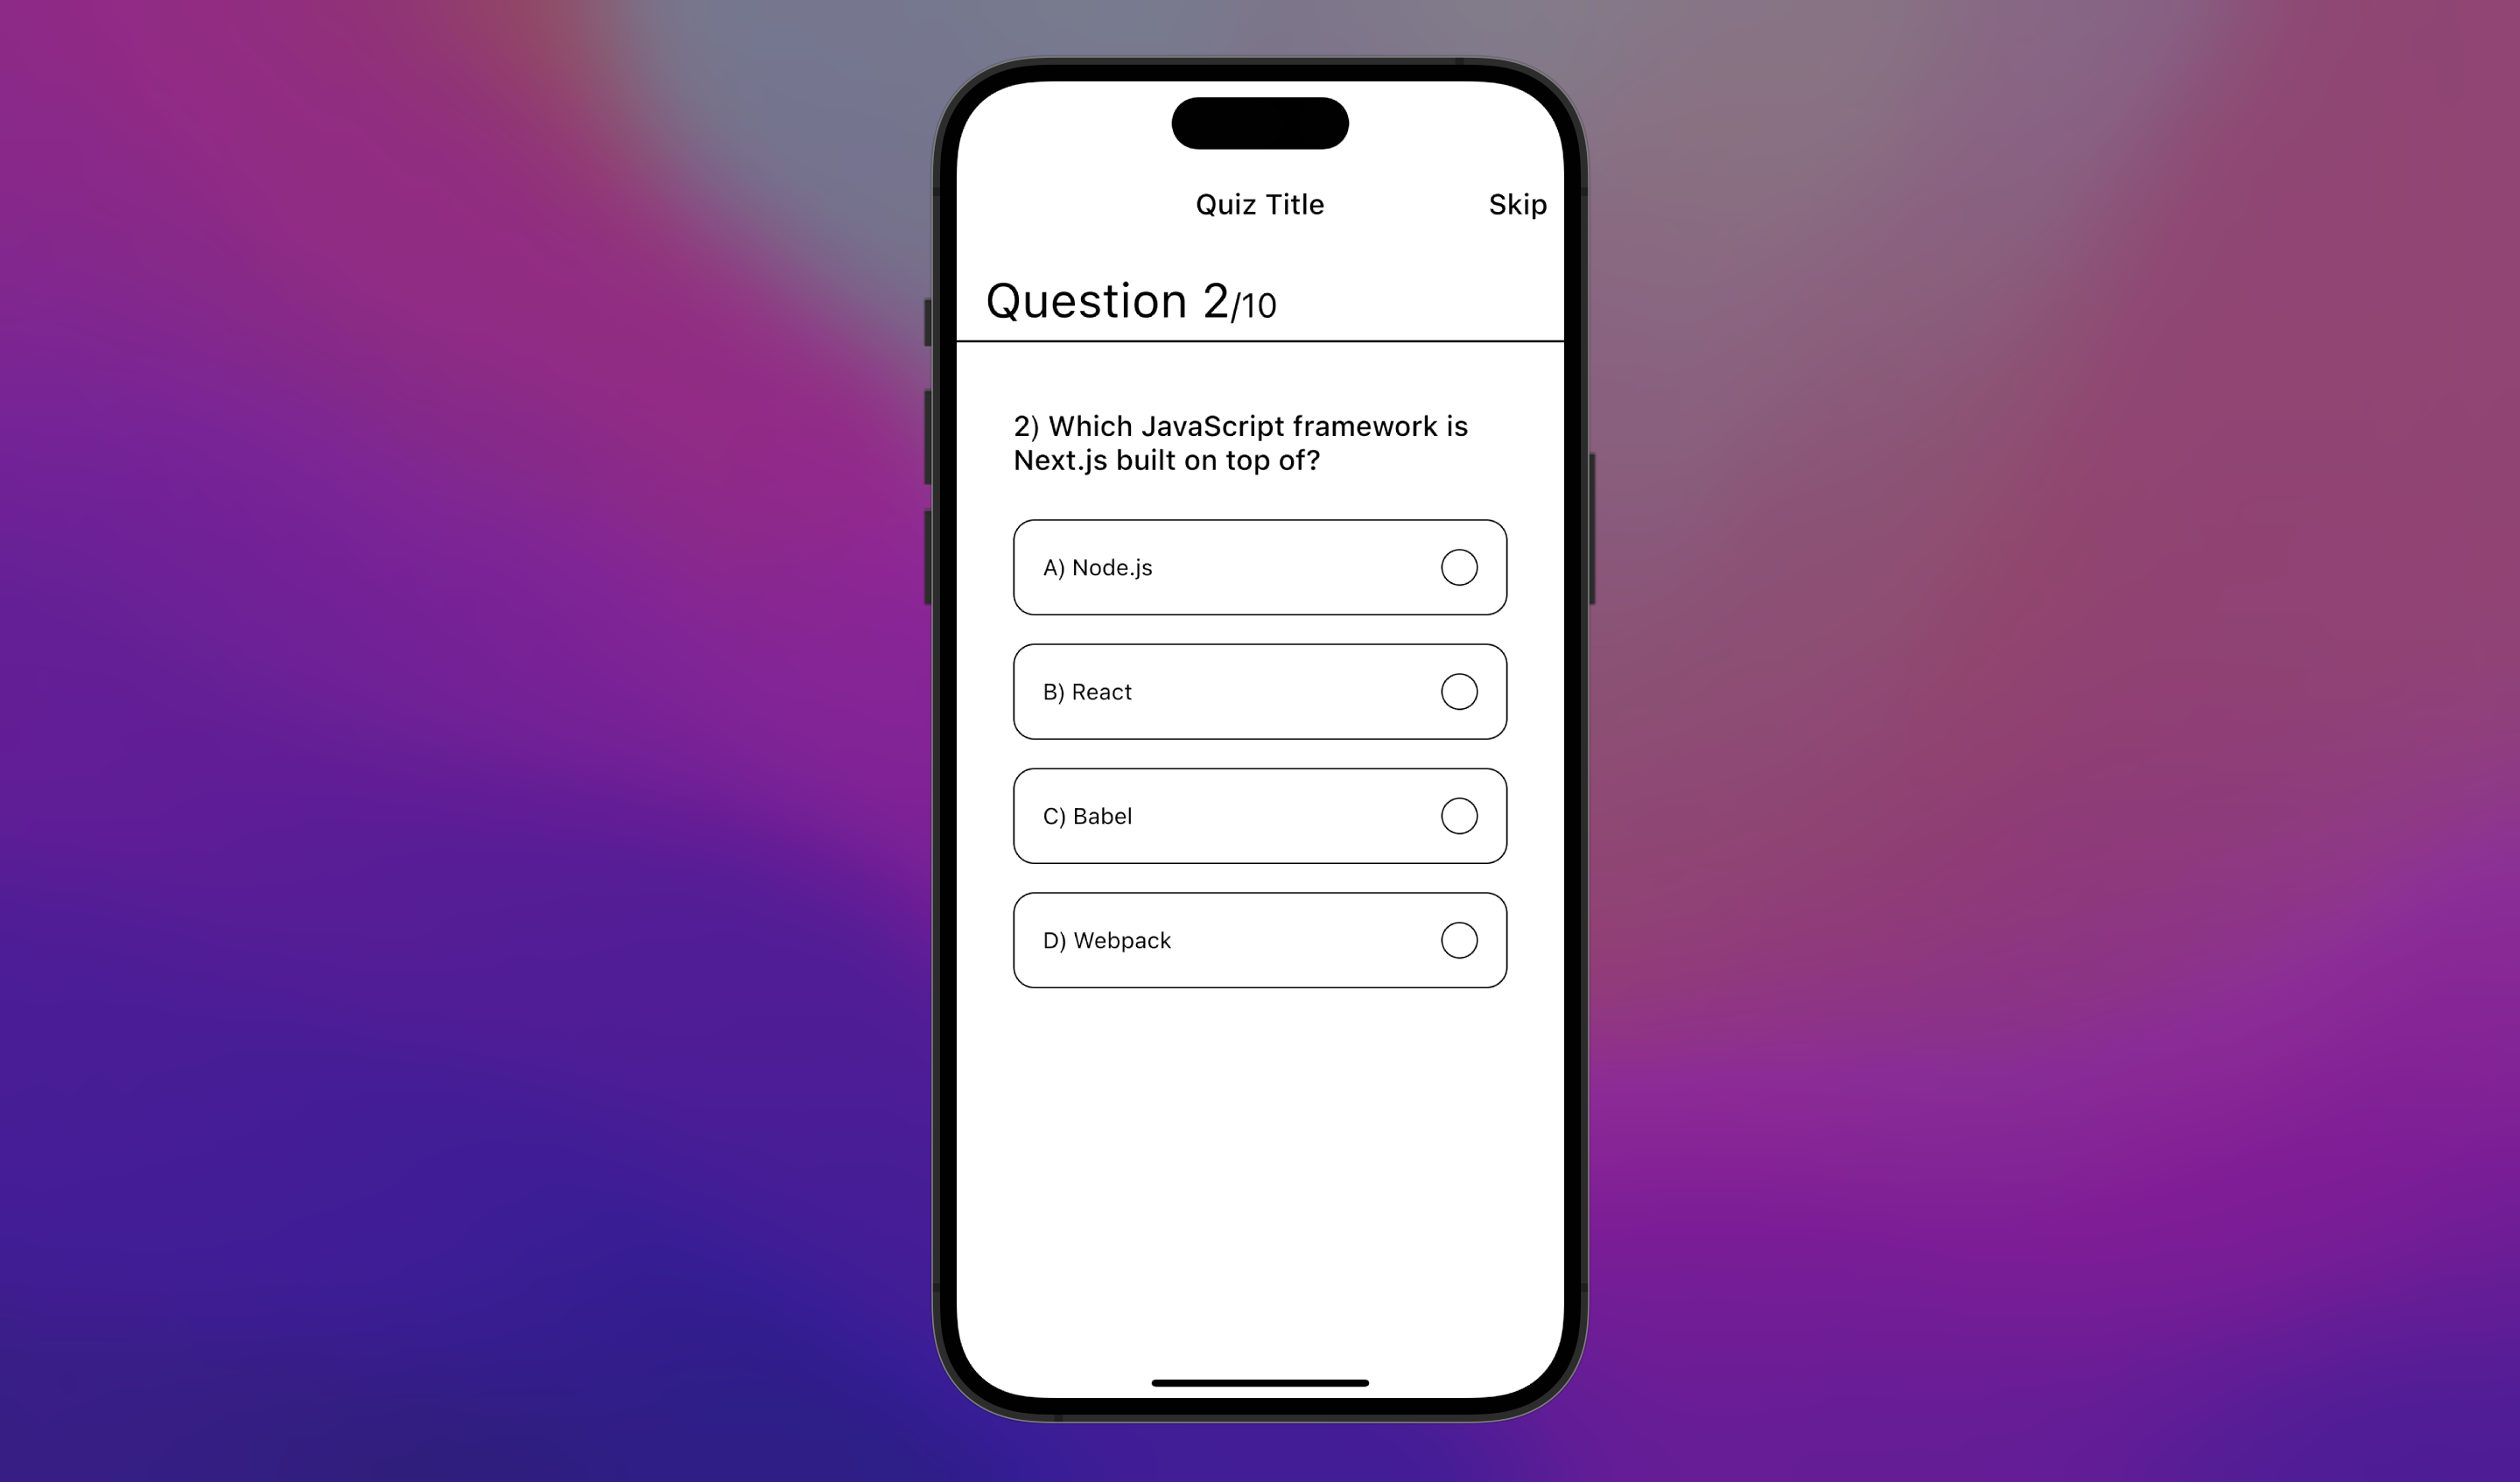 Quiz Title
Skip
Question 2/10
2) Which JavaScript framework is
Next.js built on top of?
A) Node.js
B) React
C) Babel
D) Webpack